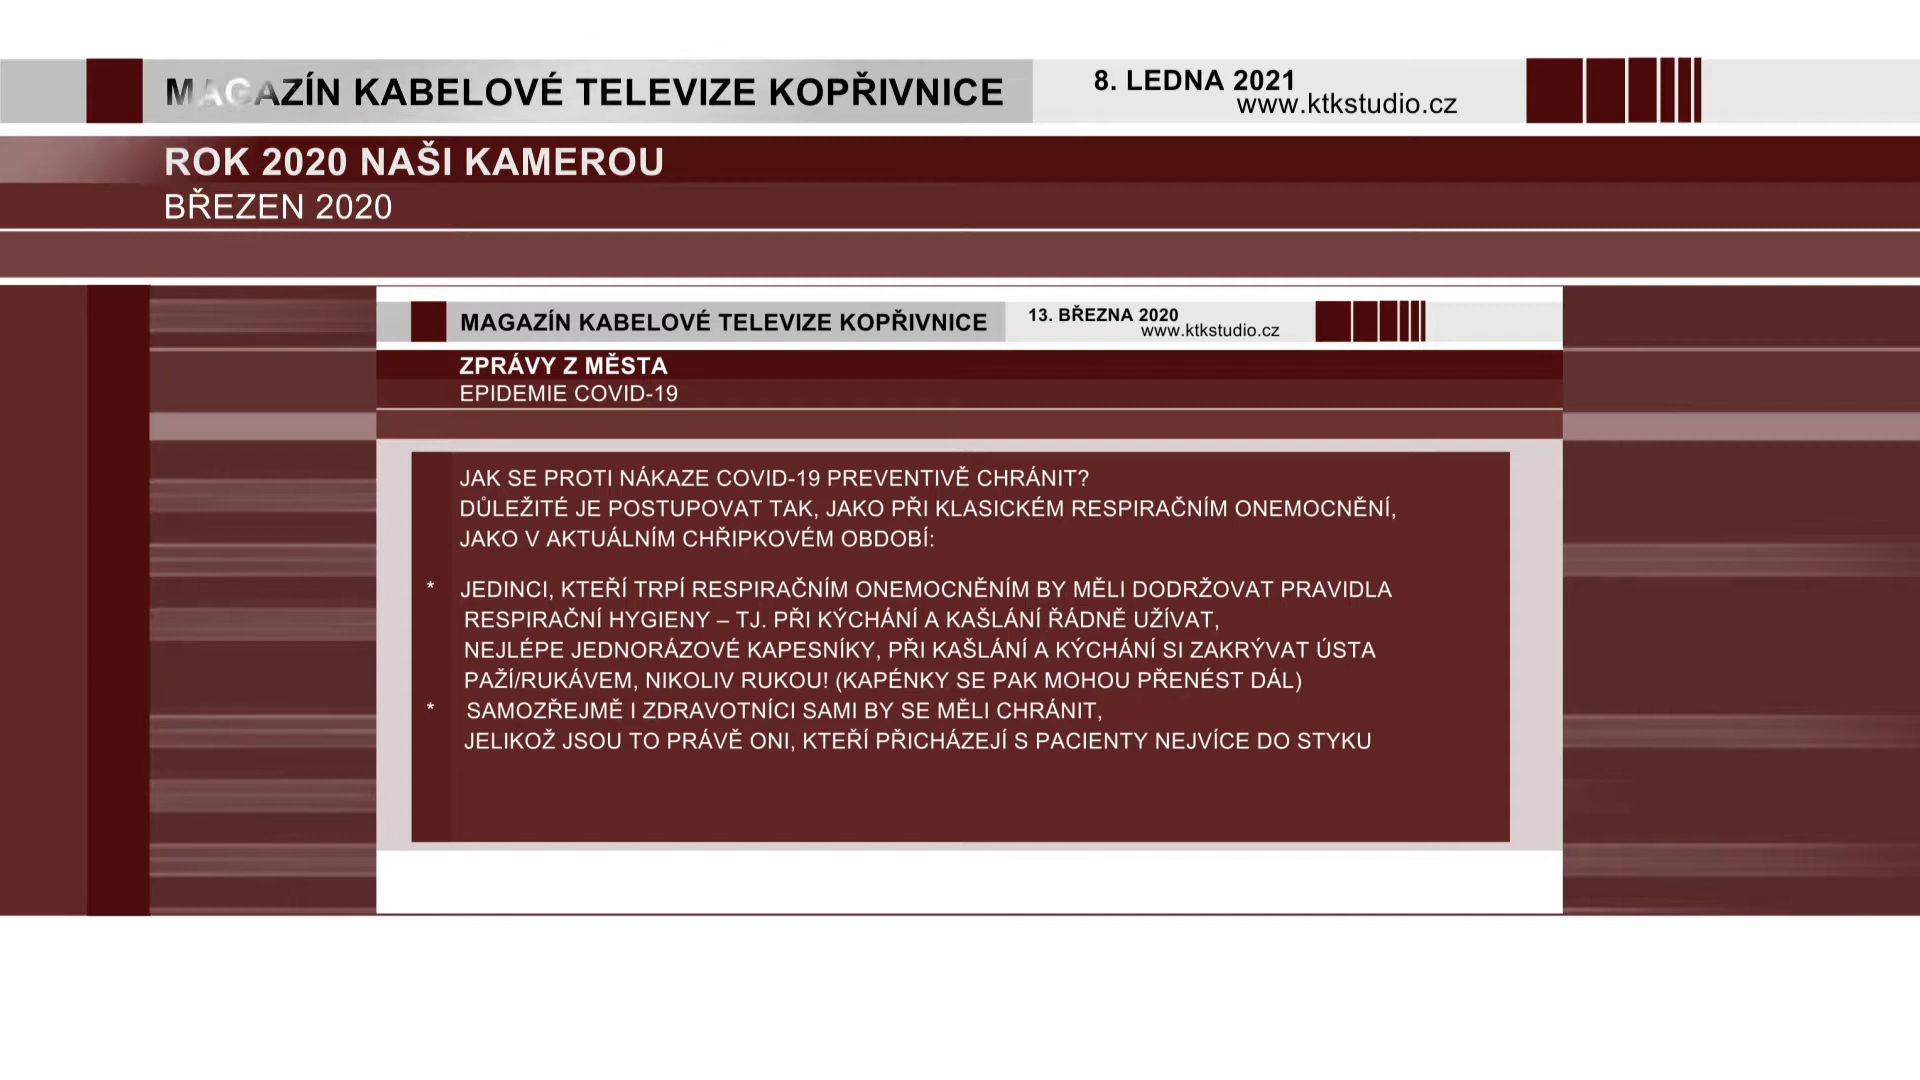 MAGAZÍN KABELOVÉ TELEVIZE KOPŘIVNICE
8. LEDNA 2021
www.ktkstudio.cz
ROK 2020 NAŠI KAMEROU
BŘEZEN 2020
MAGAZÍN KABELOVÉ TELEVIZE KOPŘIVNICE
13. BŘEZNA 2020
www.ktkstudio.cz
ZPRÁVY Z MĚSTA
EPIDEMIE COVID-19
JAK SE PROTI NÁKAZE COVID-19 PREVENTIVĚ CHRÁNIT?
DŮLEŽITÉ JE POSTUPOVAT TAK, JAKO PŘI KLASICKÉM RESPIRAČNÍM ONEMOCNĚNÍ,
JAKO V AKTUÁLNÍM CHŘIPKOVÉM OBDOBÍ:
* JEDINCI, KTEŘÍ TRPÍ RESPIRAČNÍM ONEMOCNĚNÍM BY MĚLI DODRŽOVAT PRAVIDLA
RESPIRAČNÍ HYGIENY – TJ. PŘI KÝCHÁNÍ A KAŠLÁNÍ ŘÁDNĚ UŽÍVAT,
NEJLÉPE JEDNORÁZOVÉ KAPESNÍKY, PŘI KAŠLÁNÍ A KÝCHÁNÍ SI ZAKRÝVAT ÚSTA
PAŽÍ/RUKÁVEM, NIKOLIV RUKOU! (KAPÉNKY SE PAK MOHOU PŘENÉST DÁL)
* SAMOZŘEJMĚ I ZDRAVOTNÍCI SAMI BY SE MĚLI CHRÁNIT,
JELIKOŽ JSOU TO PRÁVĚ ONI, KTEŘÍ PŘICHÁZEJÍ S PACIENTY NEJVÍCE DO STYKU